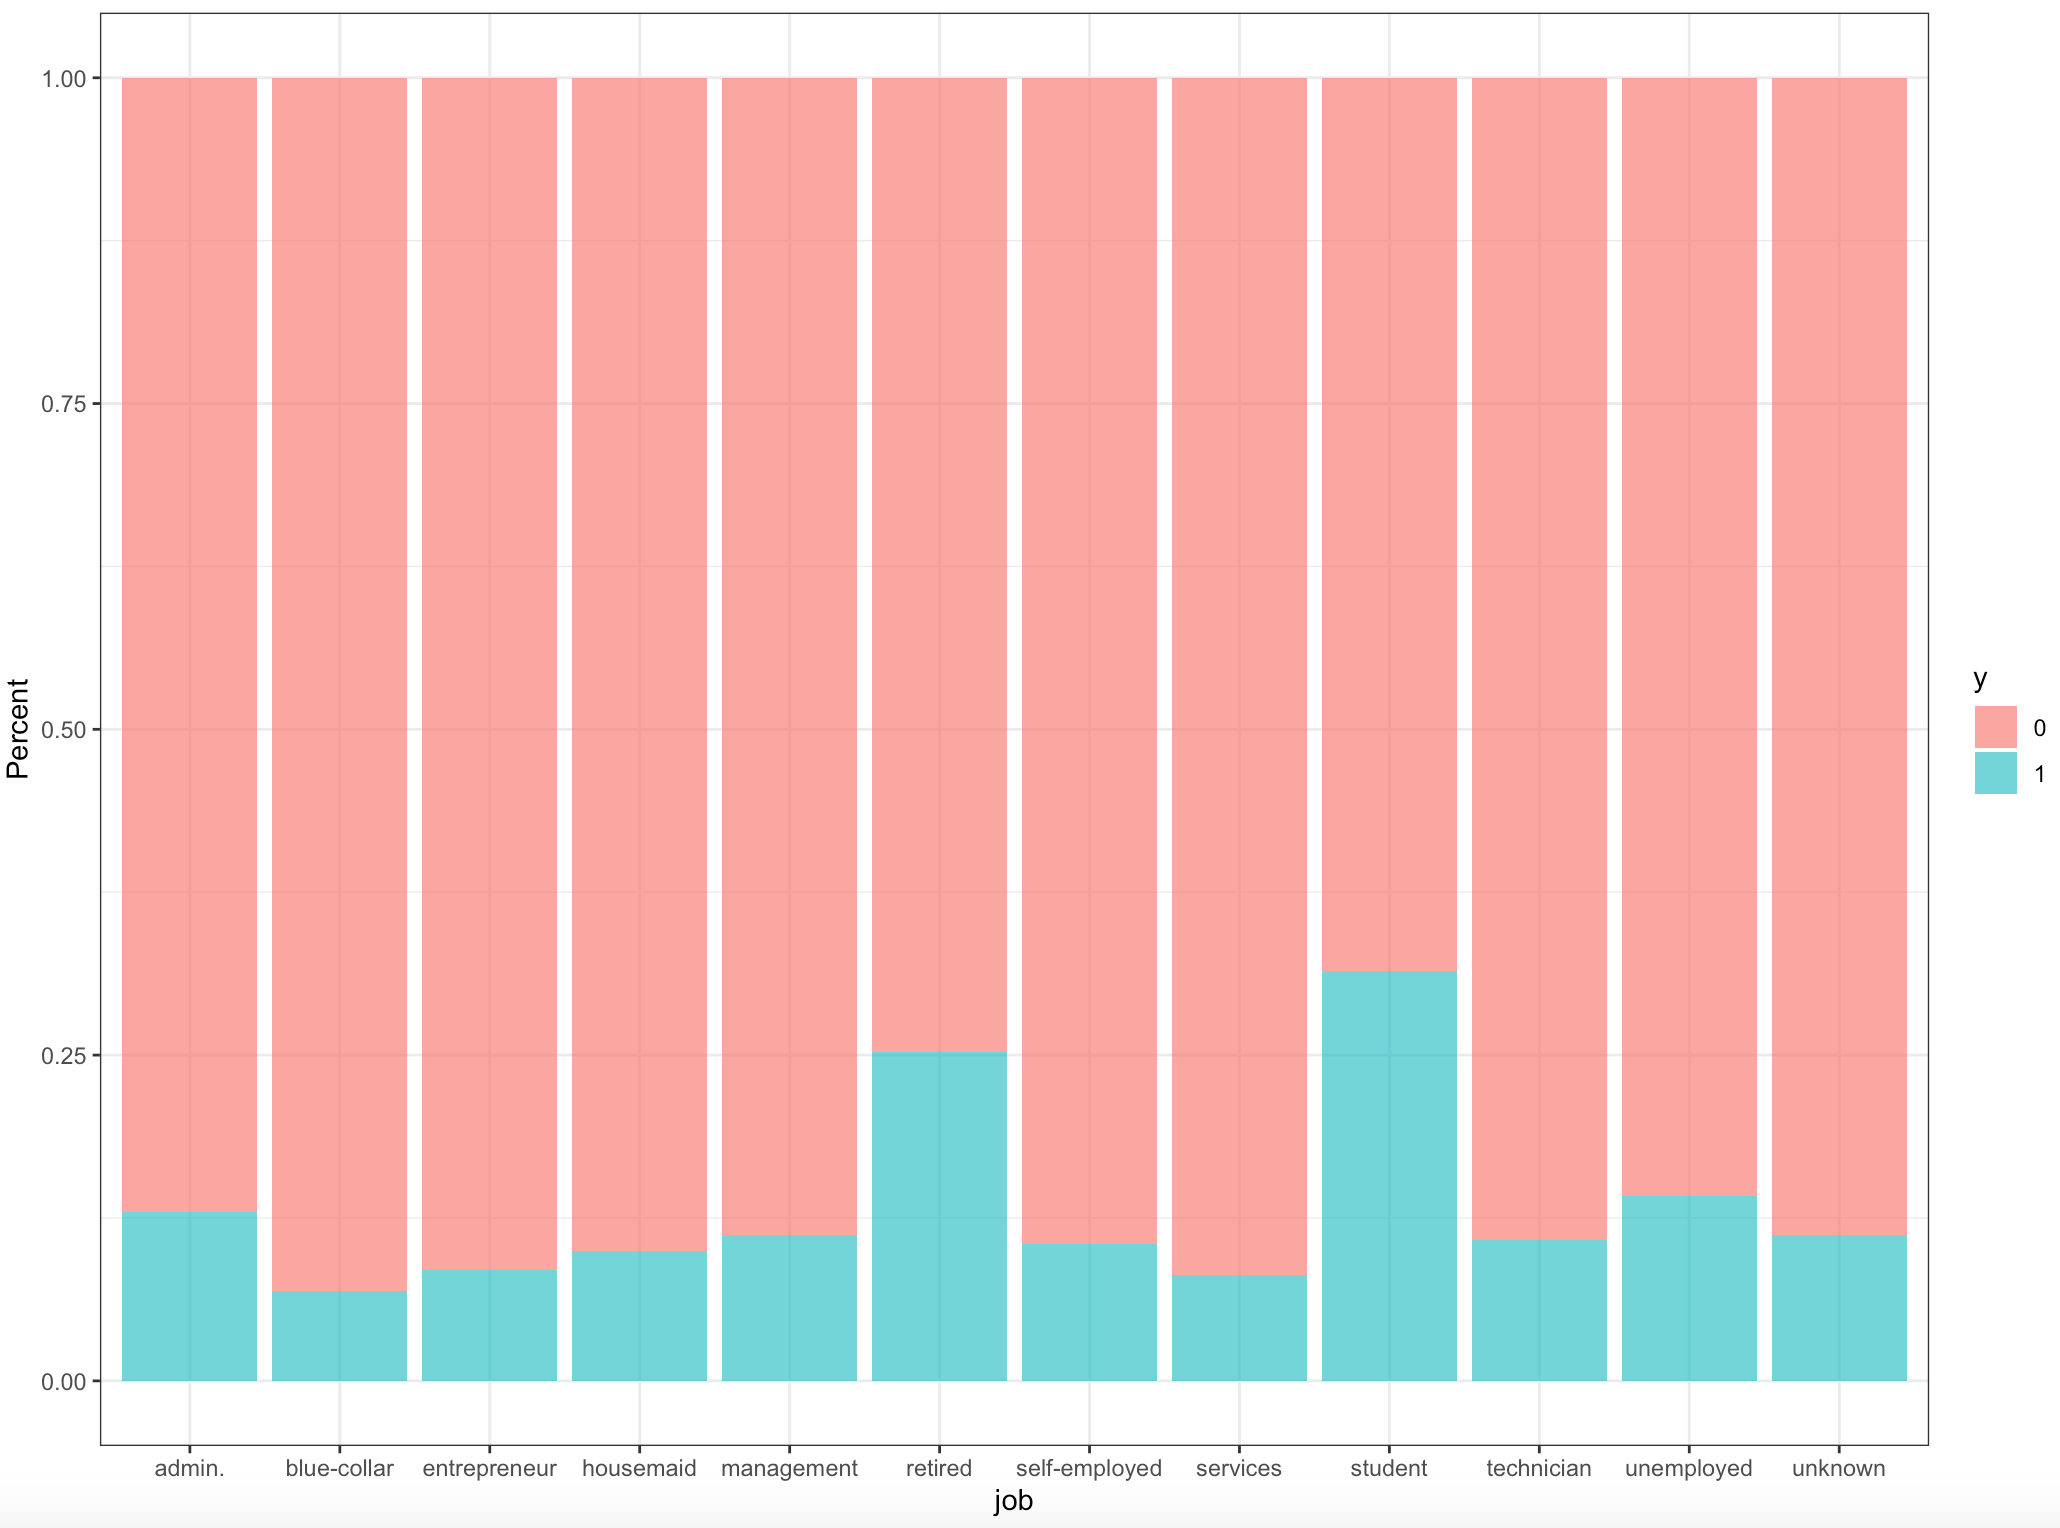 1.00
0.75
0.50
0.25
0.00
Percent
admin. blue-collar entrepreneur housemaid management retired self-employed services student technician unemployed unknown
job
y
0
1